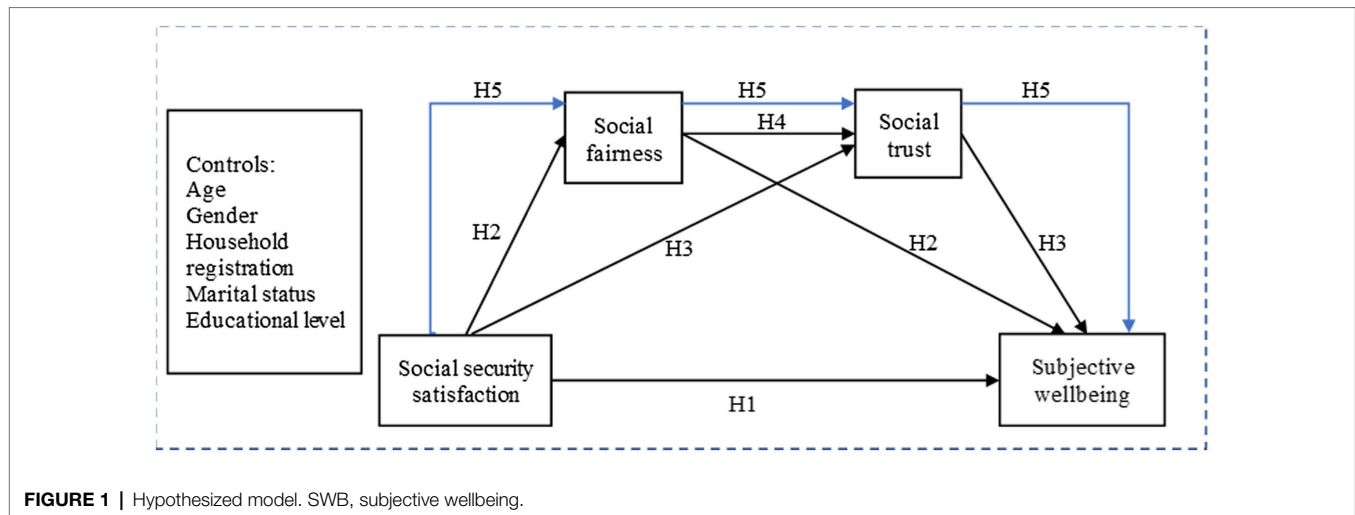 H5
H5
H5
H4
Social
fairness
Social
trust
Controls:
Age
Gender
Household
registration
Marital status
Educational level
H2
H3
H2
H3
Social security
satisfaction
H1
Subjective
wellbeing
FIGURE 1 | Hypothesized model. SWB, subjective wellbeing.